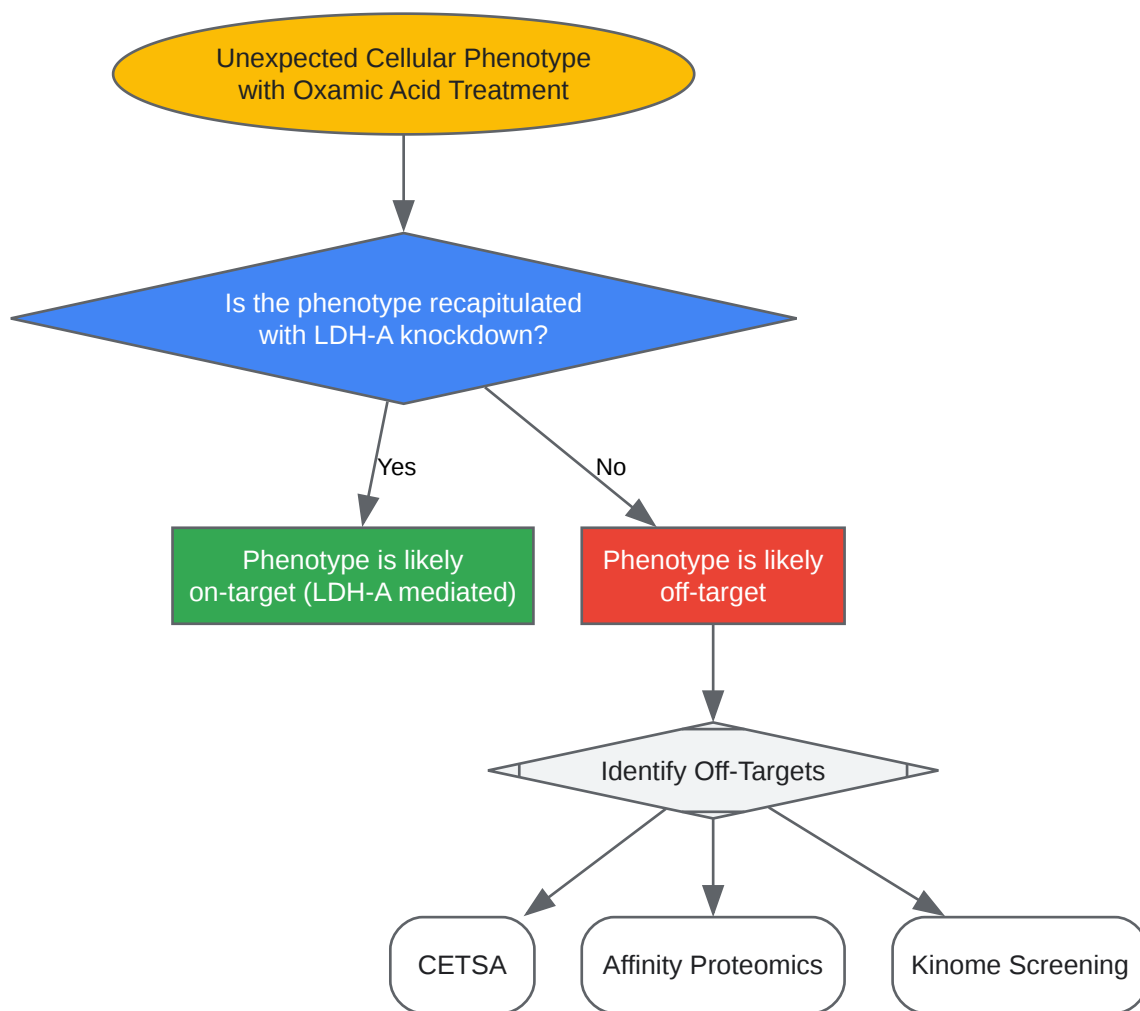 Unexpected Cellular Phenotype
with Oxamic Acid Treatment
Is the phenotype recapitulated
with LDH-A knockdown?
Yes
No
Phenotype is likely
on-target (LDH-A mediated)
Phenotype is likely
off-target
Identify Off-Targets
CETSA
Affinity Proteomics
Kinome Screening